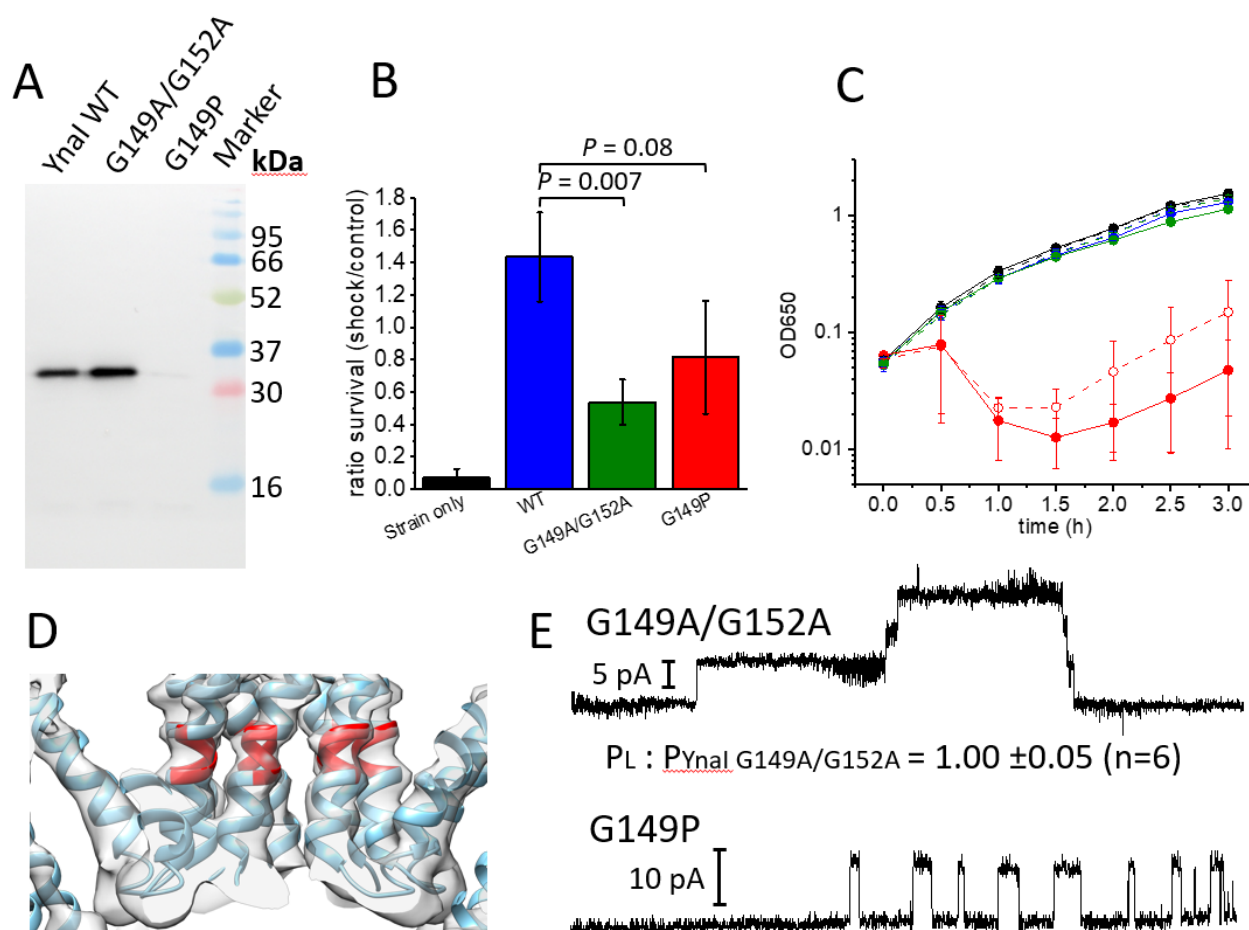 A
YnaI WT
G149A/G152A
G149P
Marker
kDa
95
66
52
37
30
16
B
P = 0.08
P = 0.007
ratio survival (shock/control)
1.8
1.6
1.4
1.2
1.0
0.8
0.6
0.4
0.2
0.0
Strain only
WT
G149A/G152A
G149P
C
OD650
1
0.1
0.01
0.0 0.5 1.0 1.5 2.0 2.5 3.0
time (h)
D
E
G149A/G152A
5 pA
PL : PYnaI G149A/G152A = 1.00 ±0.05 (n=6)
G149P
10 pA